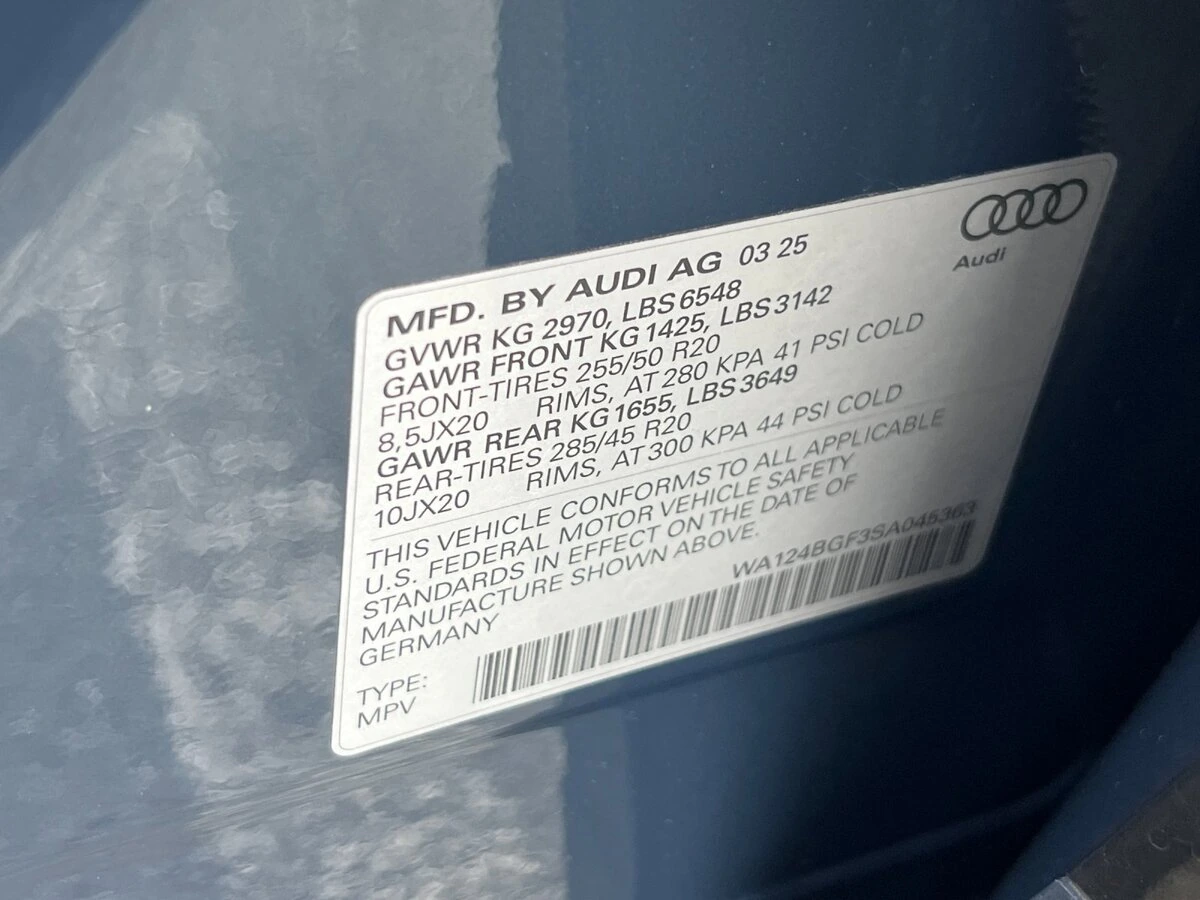 MFD. BY AUDI AG 03 25
GVWR KG 2970, LBS 6548
GAWR FRONT KG 1425, LBS 3142
FRONT-TIRES 255/50 R20
8,5JX20 RIMS, AT 280 KPA 41 PSI COLD
GAWR REAR KG 1655, LBS 3649
REAR-TIRES 285/45 R20
10JX20 RIMS, AT 300 KPA 44 PSI COLD
THIS VEHICLE CONFORMS TO ALL APPLICABLE
U.S. FEDERAL MOTOR VEHICLE SAFETY
STANDARDS IN EFFECT ON THE DATE OF
MANUFACTURE SHOWN ABOVE.
GERMANY
WA124BGF3SA045363
TYPE:
MPV
Audi